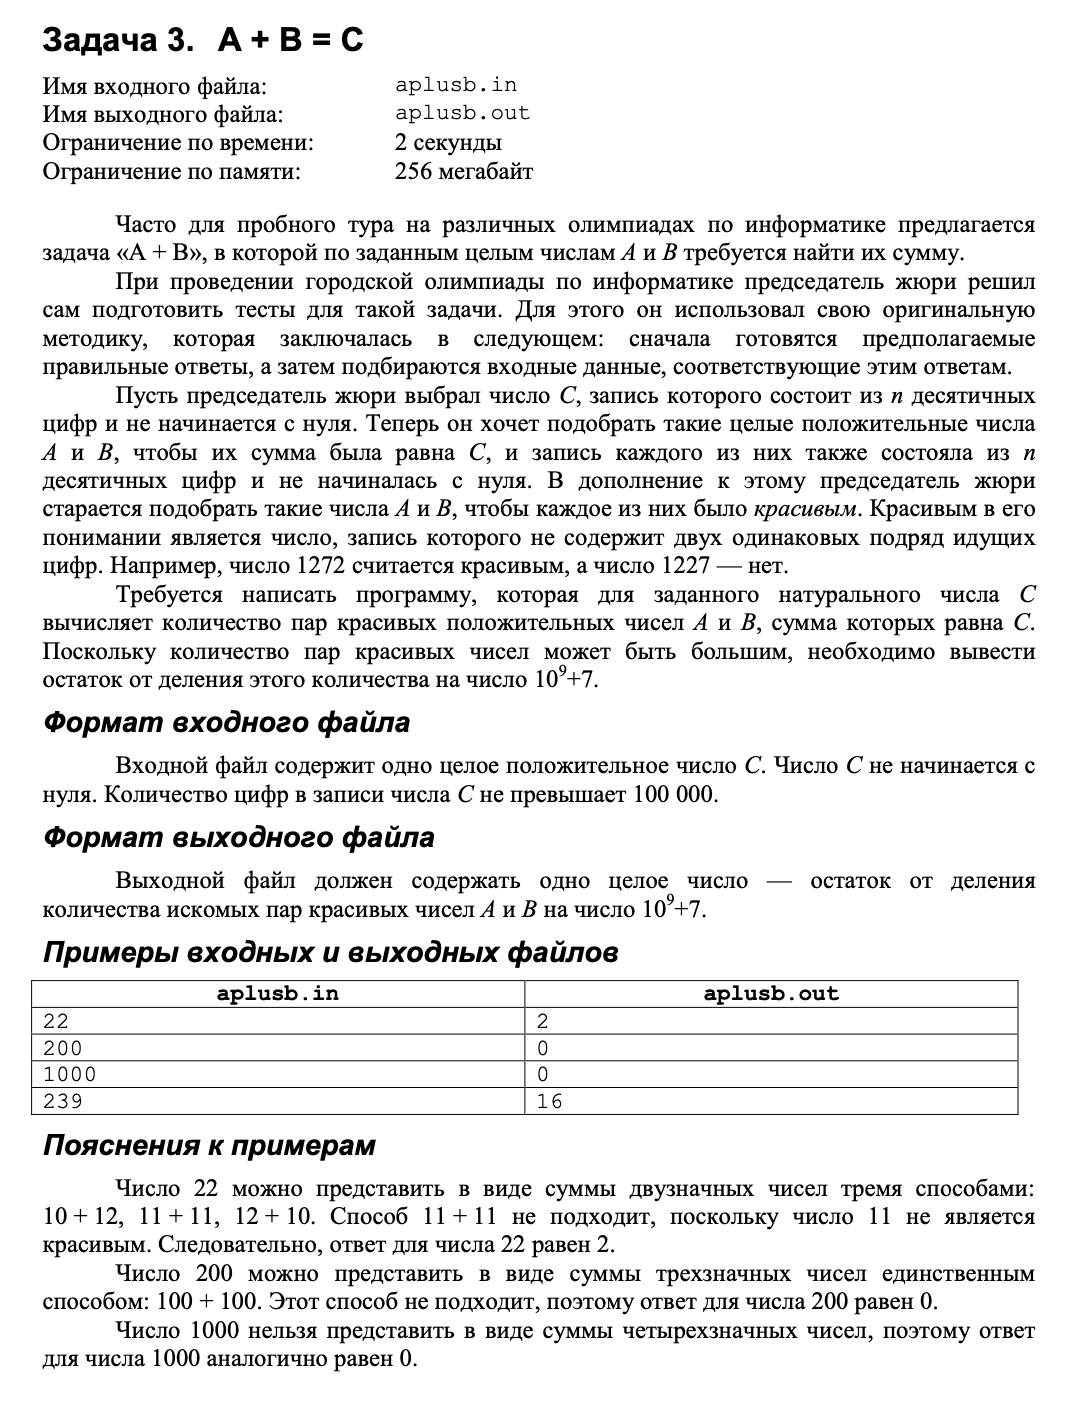 Задача 3. A + B = C
Имя входного файла: aplusb.in
Имя выходного файла: aplusb.out
Ограничение по времени: 2 секунды
Ограничение по памяти: 256 мегабайт
Часто для пробного тура на различных олимпиадах по информатике предлагается
задача «A + B», в которой по заданным целым числам A и B требуется найти их сумму.
При проведении городской олимпиады по информатике председатель жюри решил
сам подготовить тесты для такой задачи. Для этого он использовал свою оригинальную
методику, которая заключалась в следующем: сначала готовятся предполагаемые
правильные ответы, а затем подбираются входные данные, соответствующие этим ответам.
Пусть председатель жюри выбрал число C, запись которого состоит из n десятичных
цифр и не начинается с нуля. Теперь он хочет подобрать такие целые положительные числа
A и B, чтобы их сумма была равна C, и запись каждого из них также состояла из n
десятичных цифр и не начиналась с нуля. В дополнение к этому председатель жюри
старается подобрать такие числа A и B, чтобы каждое из них было красивым. Красивым в его
понимании является число, запись которого не содержит двух одинаковых подряд идущих
цифр. Например, число 1272 считается красивым, а число 1227 — нет.
Требуется написать программу, которая для заданного натурального числа C
вычисляет количество пар красивых положительных чисел A и B, сумма которых равна C.
Поскольку количество пар красивых чисел может быть большим, необходимо вывести
остаток от деления этого количества на число 10⁹+7.
Формат входного файла
Входной файл содержит одно целое положительное число C. Число C не начинается с
нуля. Количество цифр в записи числа C не превышает 100 000.
Формат выходного файла
Выходной файл должен содержать одно целое число — остаток от деления
количества искомых пар красивых чисел A и B на число 10⁹+7.
Примеры входных и выходных файлов
aplusb.in aplusb.out
22 2
200 0
1000 0
239 16
Пояснения к примерам
Число 22 можно представить в виде суммы двузначных чисел тремя способами:
10 + 12, 11 + 11, 12 + 10. Способ 11 + 11 не подходит, поскольку число 11 не является
красивым. Следовательно, ответ для числа 22 равен 2.
Число 200 можно представить в виде суммы трехзначных чисел единственным
способом: 100 + 100. Этот способ не подходит, поэтому ответ для числа 200 равен 0.
Число 1000 нельзя представить в виде суммы четырехзначных чисел, поэтому ответ
для числа 1000 аналогично равен 0.